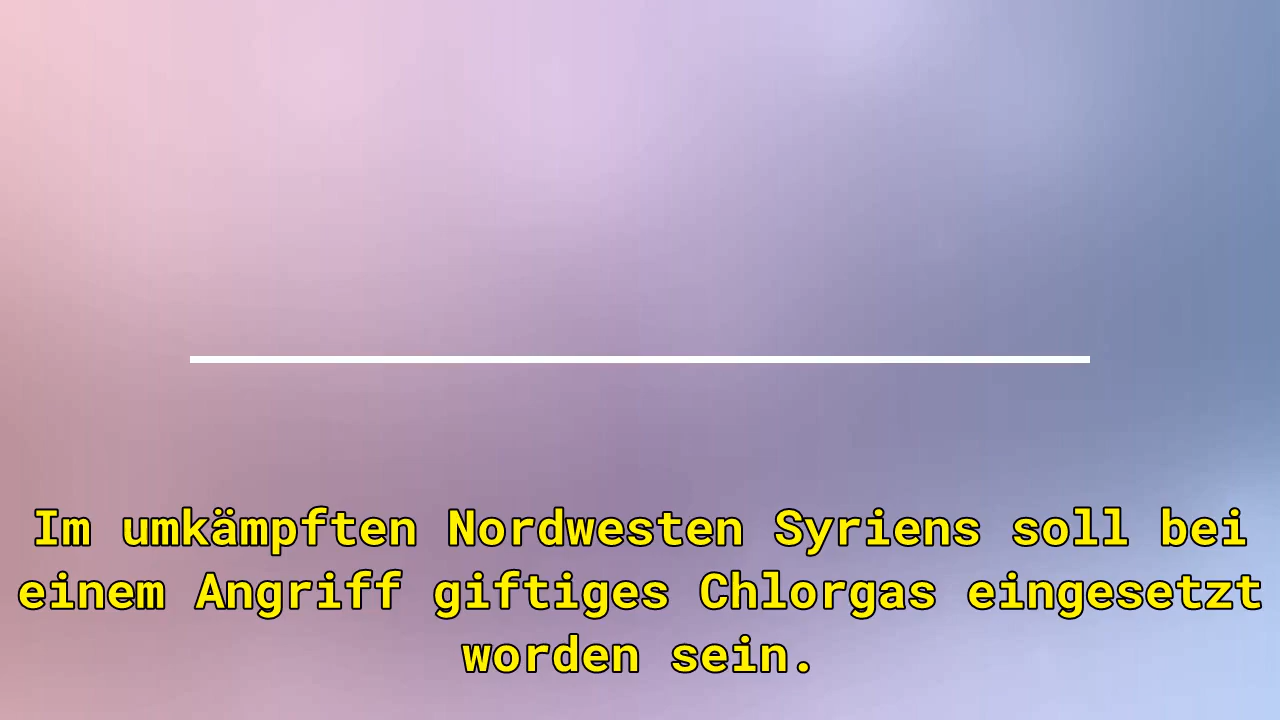 Im umkämpften Nordwesten Syriens soll bei
einem Angriff giftiges Chlorgas eingesetzt
worden sein.